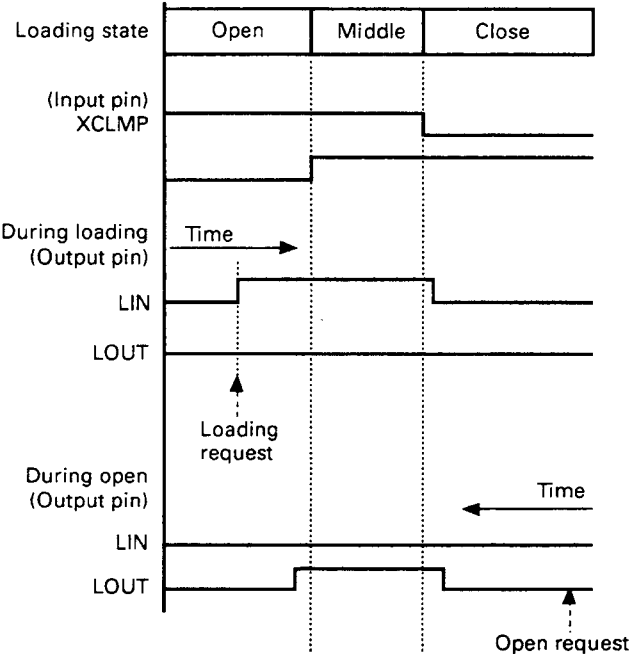 Loading state
Open
Middle
Close
(Input pin)
XCLMP
During loading
(Output pin)
Time
LIN
LOUT
Loading
request
During open
(Output pin)
Time
LIN
LOUT
Open request